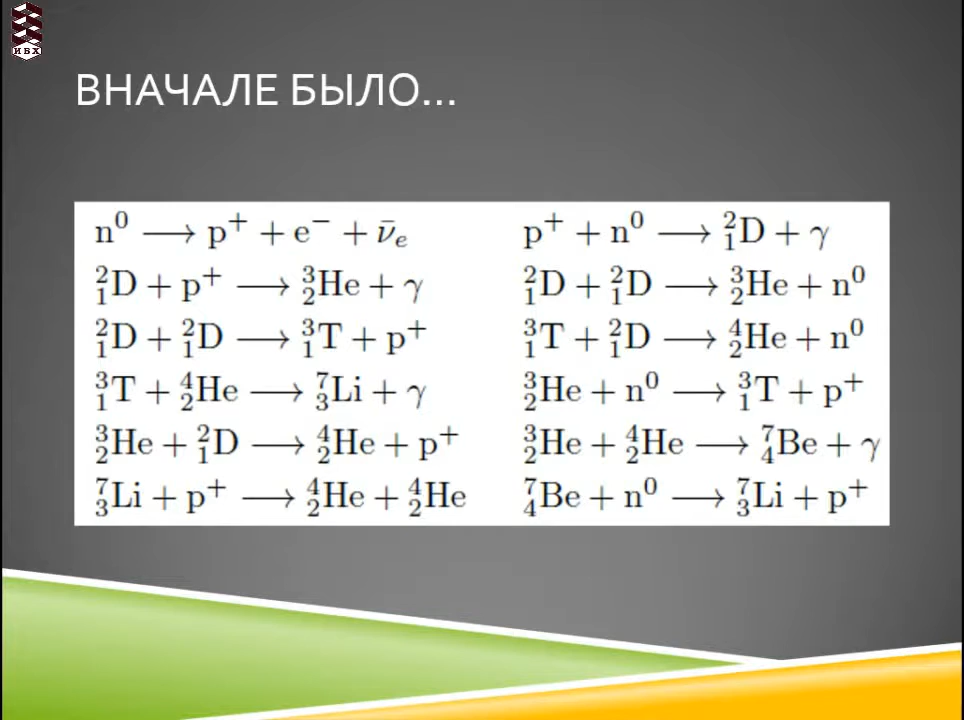 ИБХ
ВНАЧАЛЕ БЫЛО...
n⁰ ⟶ p⁺ + e⁻ + ν̄ₑ
p⁺ + n⁰ ⟶ ²₁D + γ
²₁D + p⁺ ⟶ ³₂He + γ
²₁D + ²₁D ⟶ ³₂He + n⁰
²₁D + ²₁D ⟶ ³₁T + p⁺
³₁T + ²₁D ⟶ ⁴₂He + n⁰
³₁T + ⁴₂He ⟶ ⁷₃Li + γ
³₂He + n⁰ ⟶ ³₁T + p⁺
³₂He + ²₁D ⟶ ⁴₂He + p⁺
³₂He + ⁴₂He ⟶ ⁷₄Be + γ
⁷₃Li + p⁺ ⟶ ⁴₂He + ⁴₂He
⁷₄Be + n⁰ ⟶ ⁷₃Li + p⁺